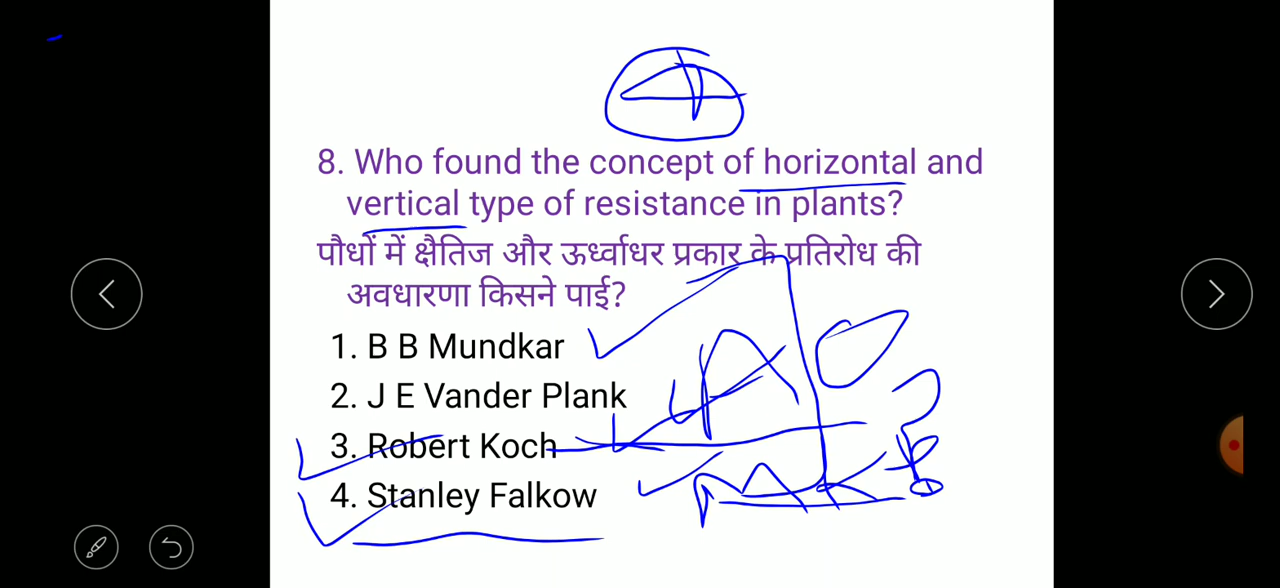 8. Who found the concept of horizontal and
vertical type of resistance in plants?
पौधों में क्षैतिज और ऊर्ध्वाधर प्रकार के प्रतिरोध की
अवधारणा किसने पाई?
1. B B Mundkar
2. J E Vander Plank
3. Robert Koch
4. Stanley Falkow